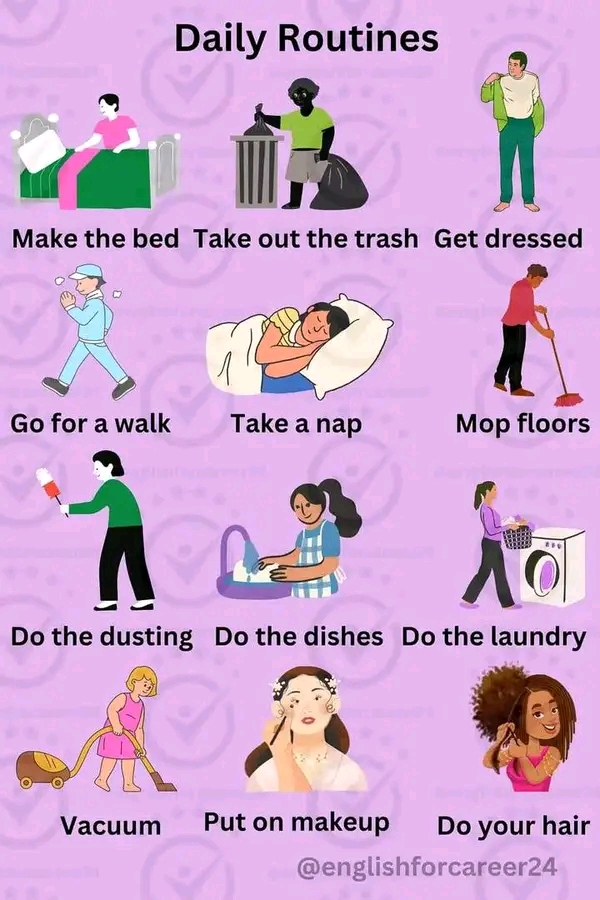 Daily Routines
Make the bed Take out the trash Get dressed
Go for a walk Take a nap Mop floors
Do the dusting Do the dishes Do the laundry
Vacuum Put on makeup Do your hair
@englishforcareer24